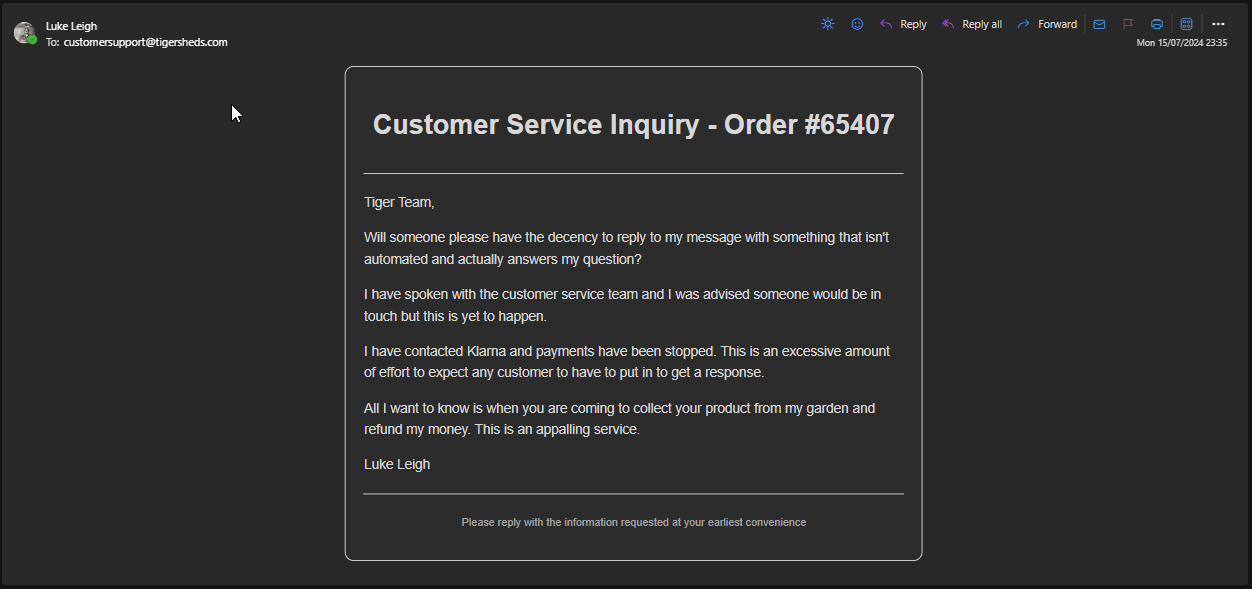 Luke Leigh
To: customersupport@tigersheds.com
Reply
Reply all
Forward
Mon 15/07/2024 23:35
Customer Service Inquiry - Order #65407
Tiger Team,
Will someone please have the decency to reply to my message with something that isn't
automated and actually answers my question?
I have spoken with the customer service team and I was advised someone would be in
touch but this is yet to happen.
I have contacted Klarna and payments have been stopped. This is an excessive amount
of effort to expect any customer to have to put in to get a response.
All I want to know is when you are coming to collect your product from my garden and
refund my money. This is an appalling service.
Luke Leigh
Please reply with the information requested at your earliest convenience